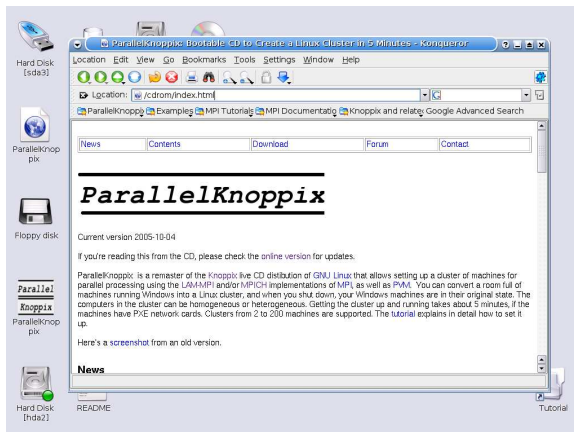 ParallelKnoppix: Bootable CD to Create a Linux Cluster in 5 Minutes - Konqueror
Location Edit View Go Bookmarks Tools Settings Window Help
Location: /cdrom/index.html
ParallelKnopp Examples MPI Tutorials MPI Documentatio Knoppix and relate Google Advanced Search
News Contents Download Forum Contact
ParallelKnoppix
Current version 2005-10-04
If you're reading this from the CD, please check the online version for updates.
ParallelKnoppix is a remaster of the Knoppix live CD distibution of GNU Linux that allows setting up a cluster of machines for
parallel processing using the LAM-MPI and/or MPICH implementations of MPI, as well as PVM. You can convert a room full of
machines running Windows into a Linux cluster, and when you shut down, your Windows machines are in their original state. The
computers in the cluster can be homogeneous or heterogeneous. Getting the cluster up and running takes about 5 minutes, if the
machines have PXE network cards. Clusters from 2 to 200 machines are supported. The tutorial explains in detail how to set it
up.
Here's a screenshot from an old version.
News
Hard Disk
[sda3]
ParallelKnop
pix
Floppy disk
Parallel
Knoppix
ParallelKnop
pix
Hard Disk
[hda2]
README
Tutorial